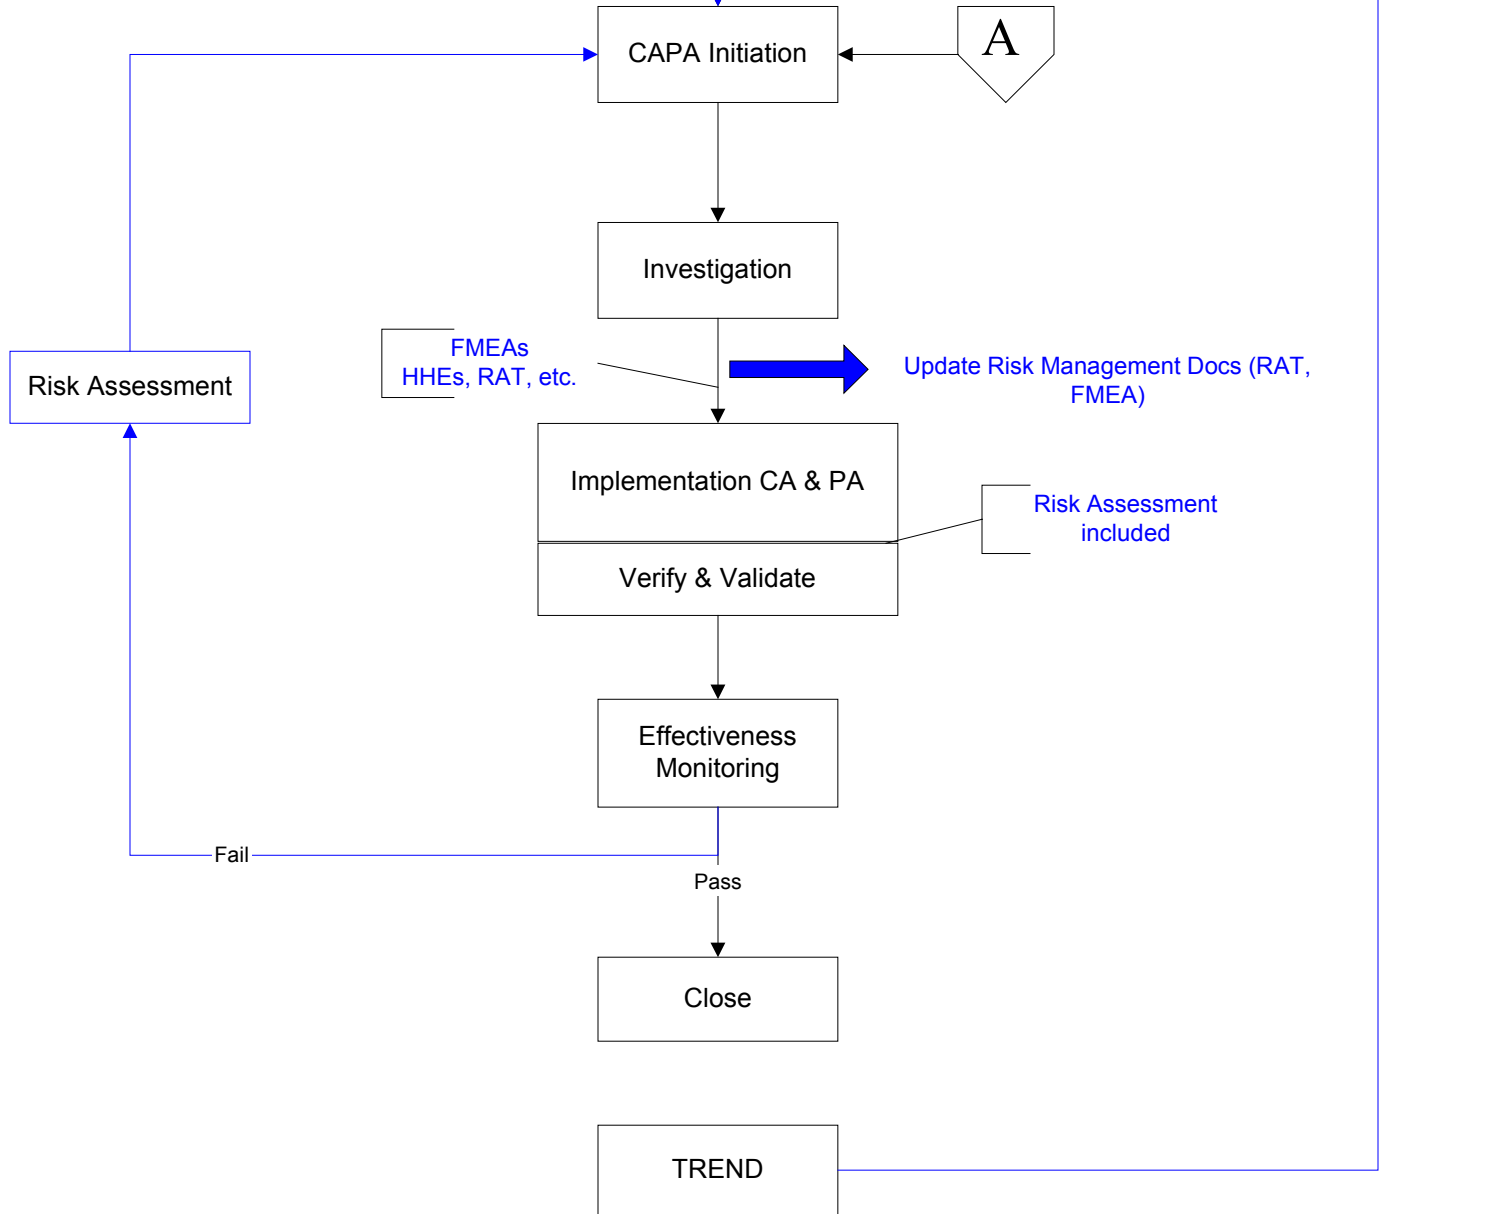 CAPA Initiation
A
Investigation
FMEAs
HHEs, RAT, etc.
Update Risk Management Docs (RAT,
FMEA)
Risk Assessment
Implementation CA & PA
Risk Assessment
included
Verify & Validate
Effectiveness
Monitoring
Fail
Pass
Close
TREND